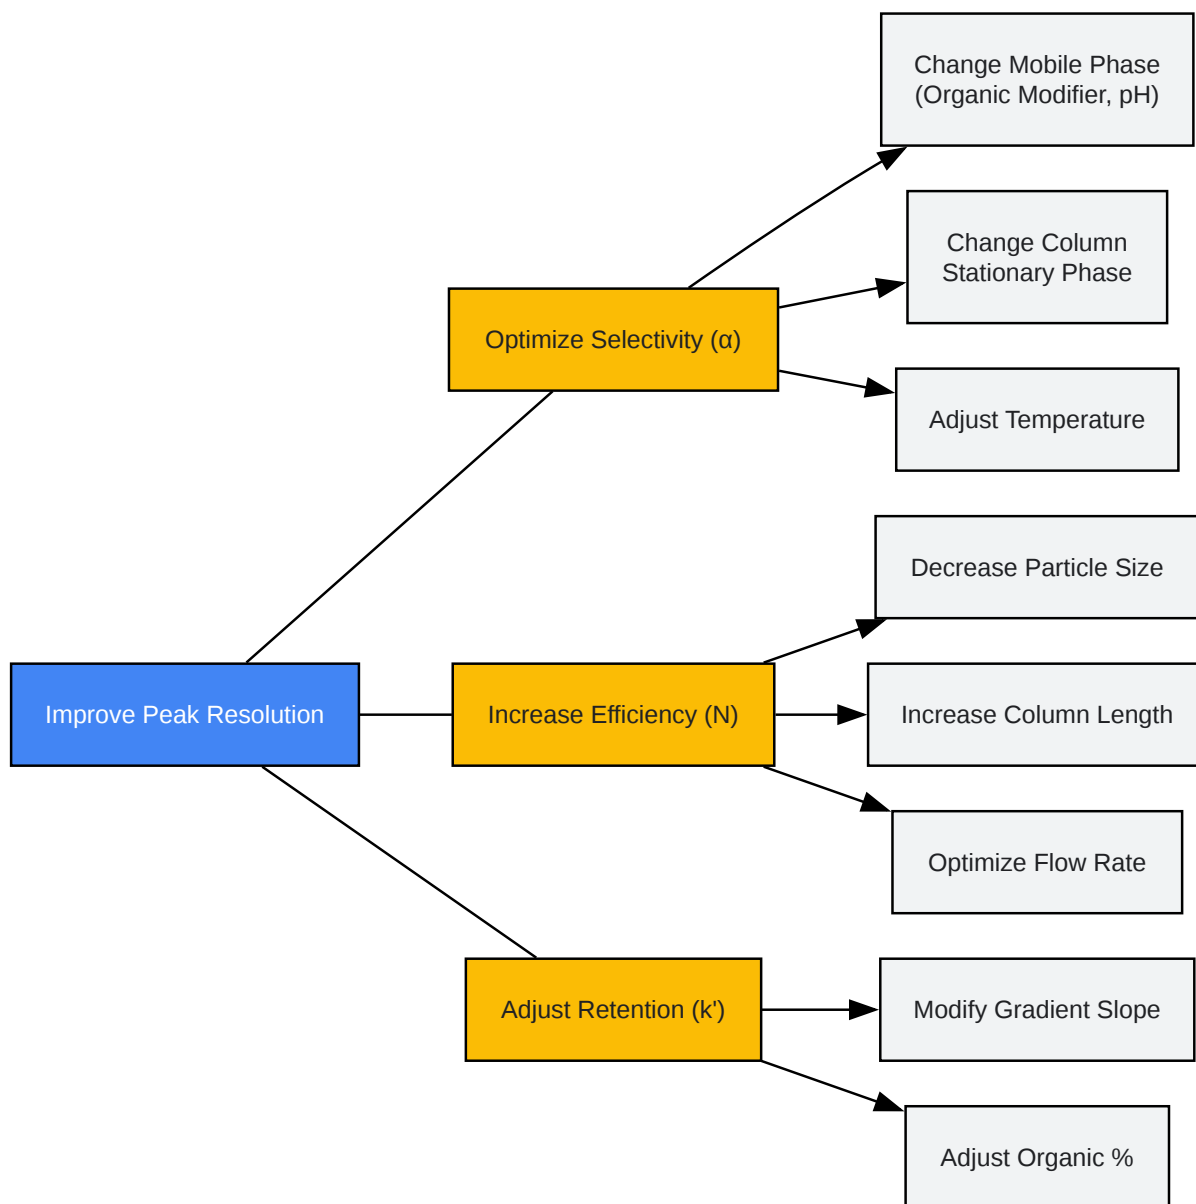 Improve Peak Resolution
Optimize Selectivity (α)
Change Mobile Phase
(Organic Modifier, pH)
Change Column
Stationary Phase
Adjust Temperature
Increase Efficiency (N)
Decrease Particle Size
Increase Column Length
Optimize Flow Rate
Adjust Retention (k')
Modify Gradient Slope
Adjust Organic %